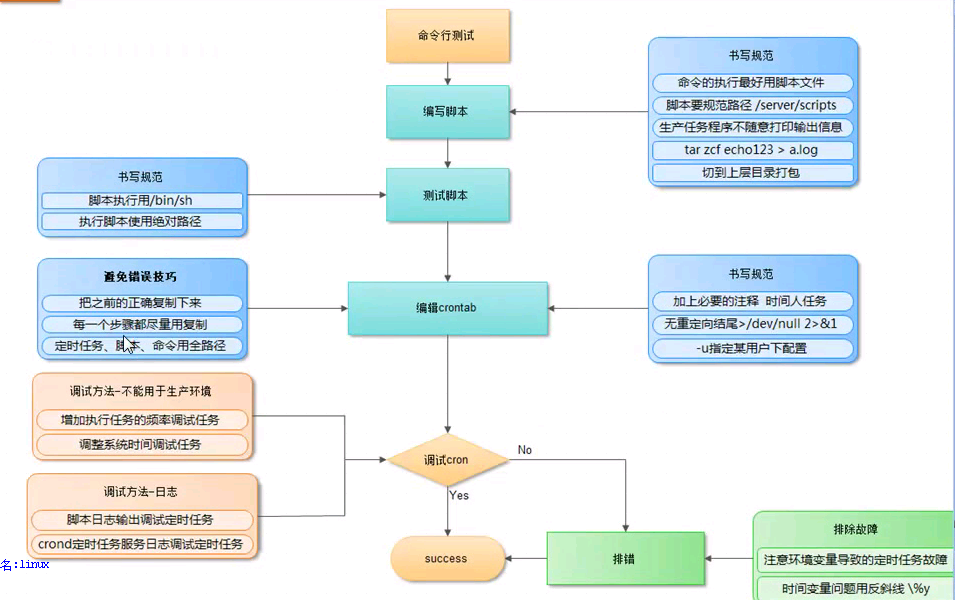 命令行测试
编写脚本
书写规范
命令的执行最好用脚本文件
脚本要规范路径 /server/scripts
生产任务程序不随意打印输出信息
tar zcf echo123 > a.log
切到上层目录打包
书写规范
脚本执行用/bin/sh
执行脚本使用绝对路径
测试脚本
避免错误技巧
把之前的正确复制下来
每一个步骤都尽量用复制
定时任务、脚本、命令用全路径
编辑crontab
书写规范
加上必要的注释 时间人任务
无重定向结尾>/dev/null 2>&1
-u指定某用户下配置
调试方法-不能用于生产环境
增加执行任务的频率调试任务
调整系统时间调试任务
调试cron
No
Yes
调试方法-日志
脚本日志输出调试定时任务
crond定时任务服务日志调试定时任务
名:linux
success
排错
排除故障
注意环境变量导致的定时任务故障
时间变量问题用反斜线 \%y